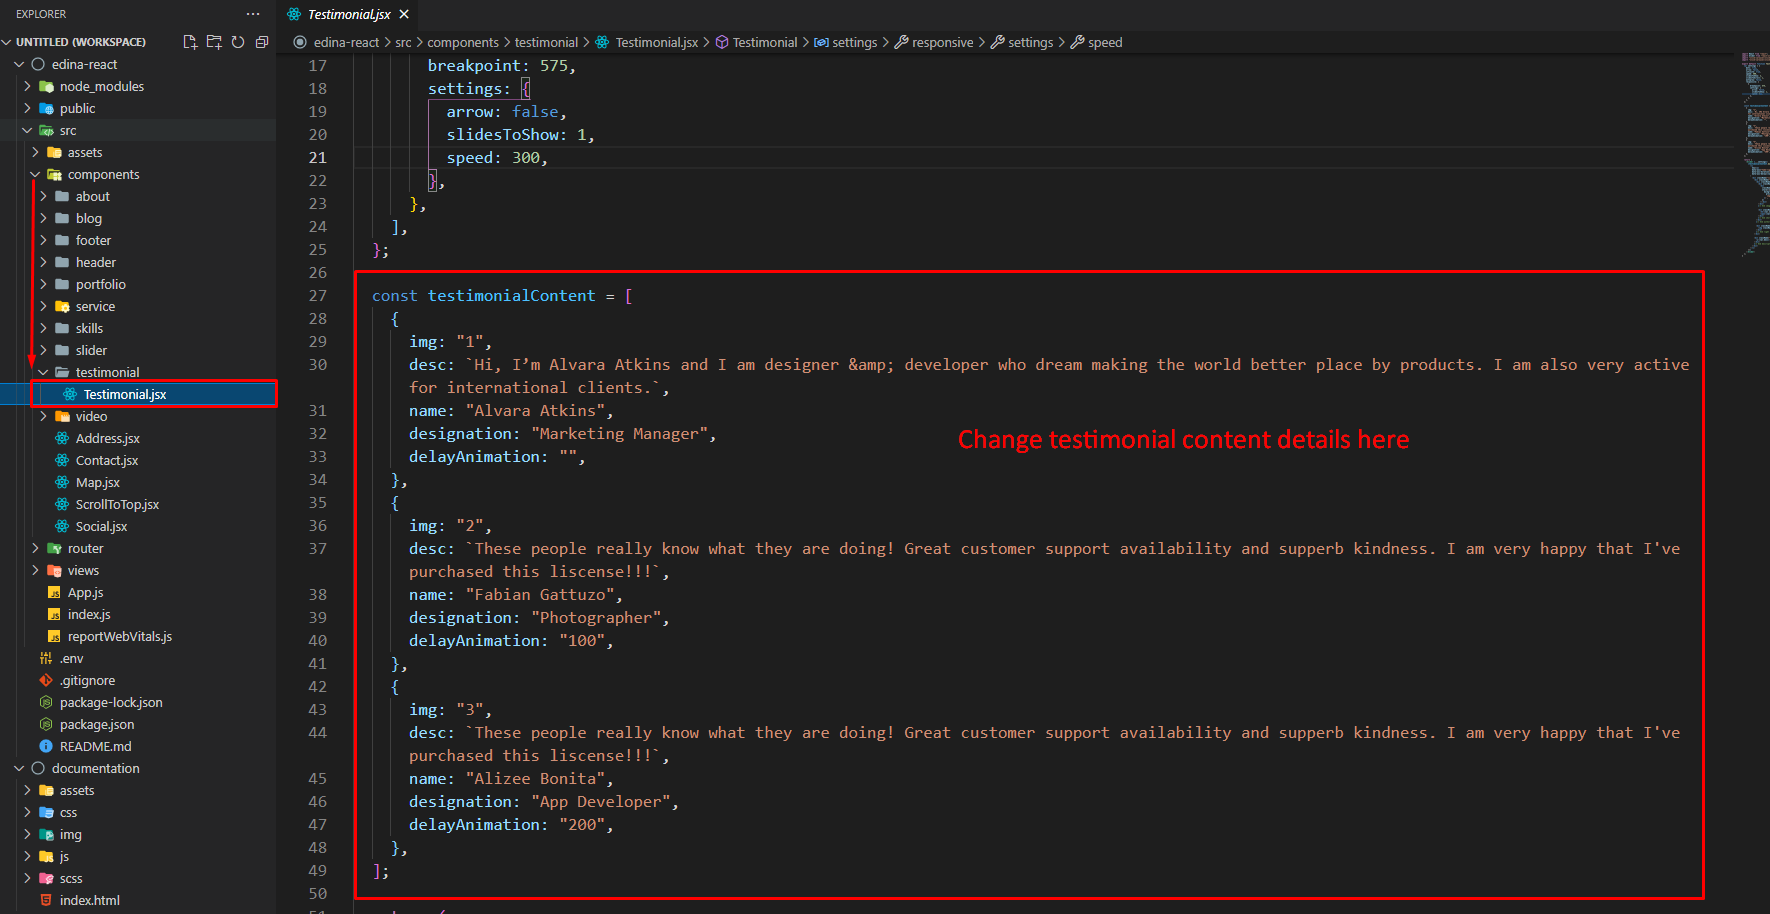 EXPLORER
UNTITLED (WORKSPACE)
edina-react
node_modules
public
src
assets
components
about
blog
footer
header
portfolio
service
skills
slider
testimonial
Testimonial.jsx
video
Address.jsx
Contact.jsx
Map.jsx
ScrollToTop.jsx
Social.jsx
router
views
App.js
index.js
reportWebVitals.js
.env
.gitignore
package-lock.json
package.json
README.md
documentation
assets
css
img
js
scss
index.html
Testimonial.jsx
edina-react > src > components > testimonial > Testimonial.jsx > Testimonial > settings > responsive > settings > speed
17 breakpoint: 575,
18 settings: {
19 arrow: false,
20 slidesToShow: 1,
21 speed: 300,
22 },
23 },
24 ],
25 };
26
27 const testimonialContent = [
28 {
29 img: "1",
30 desc: `Hi, I’m Alvara Atkins and I am designer &amp; developer who dream making the world better place by products. I am also very active
for international clients.`,
31 name: "Alvara Atkins",
32 designation: "Marketing Manager",
33 delayAnimation: "",
34 },
35 {
36 img: "2",
37 desc: `These people really know what they are doing! Great customer support availability and supperb kindness. I am very happy that I've
purchased this liscense!!!`,
38 name: "Fabian Gattuzo",
39 designation: "Photographer",
40 delayAnimation: "100",
41 },
42 {
43 img: "3",
44 desc: `These people really know what they are doing! Great customer support availability and supperb kindness. I am very happy that I've
purchased this liscense!!!`,
45 name: "Alizee Bonita",
46 designation: "App Developer",
47 delayAnimation: "200",
48 },
49 ];
50
Change testimonial content details here